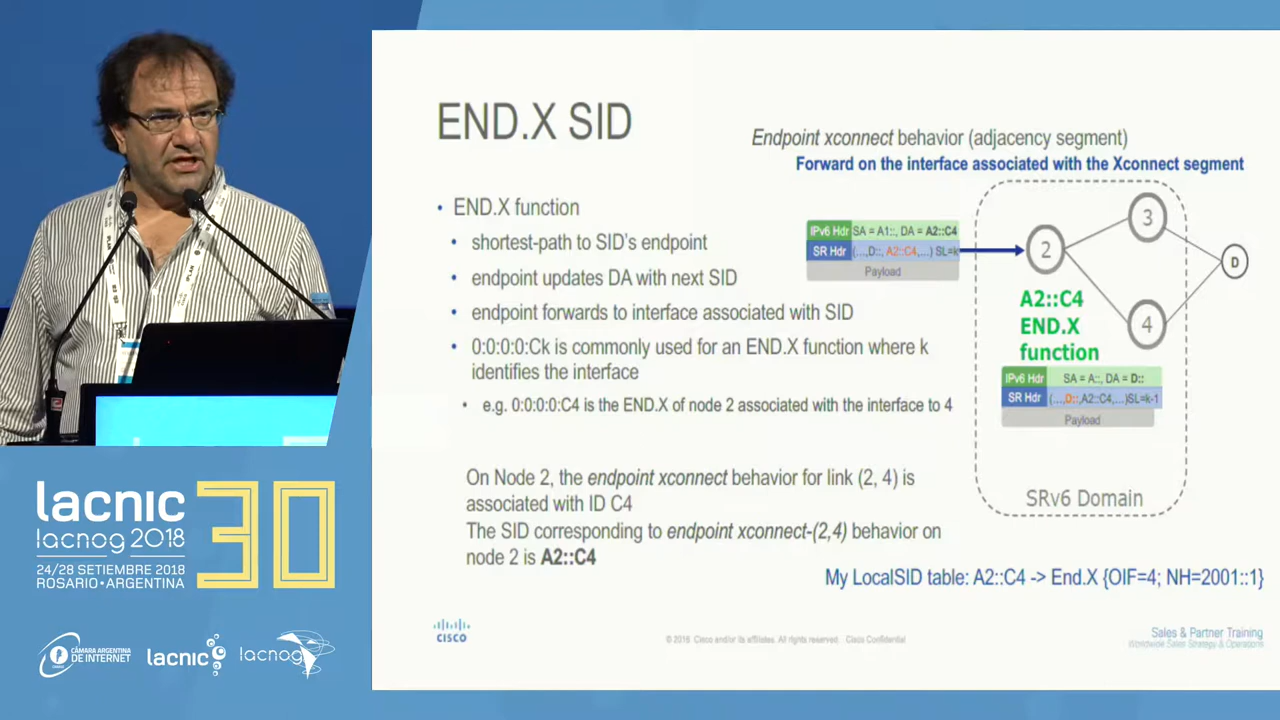 END.X SID
Endpoint xconnect behavior (adjacency segment)
Forward on the interface associated with the Xconnect segment
• END.X function
• shortest-path to SID's endpoint
• endpoint updates DA with next SID
• endpoint forwards to interface associated with SID
• 0:0:0:0:Ck is commonly used for an END.X function where k
identifies the interface
• e.g. 0:0:0:0:C4 is the END.X of node 2 associated with the interface to 4
On Node 2, the endpoint xconnect behavior for link (2, 4) is
associated with ID C4
The SID corresponding to endpoint xconnect-(2,4) behavior on
node 2 is A2::C4
IPv6 Hdr SA = A1::, DA = A2::C4
SR Hdr (…,D::, A2::C4,…) SL=k
Payload
2
3
4
D
A2::C4
END.X
function
IPv6 Hdr SA = A::, DA = D::
SR Hdr (…,D::,A2::C4,…)SL=k-1
Payload
SRv6 Domain
My LocalSID table: A2::C4 -> End.X {OIF=4; NH=2001::1}
CISCO
© 2018 Cisco and/or its affiliates. All rights reserved. Cisco Confidential
Sales & Partner Training
Worldwide Sales Strategy & Operations
lacnic 30
lacnog 2018
24/28 SETIEMBRE 2018
ROSARIO•ARGENTINA
CÁMARA ARGENTINA
DE INTERNET
lacnic
lacnog